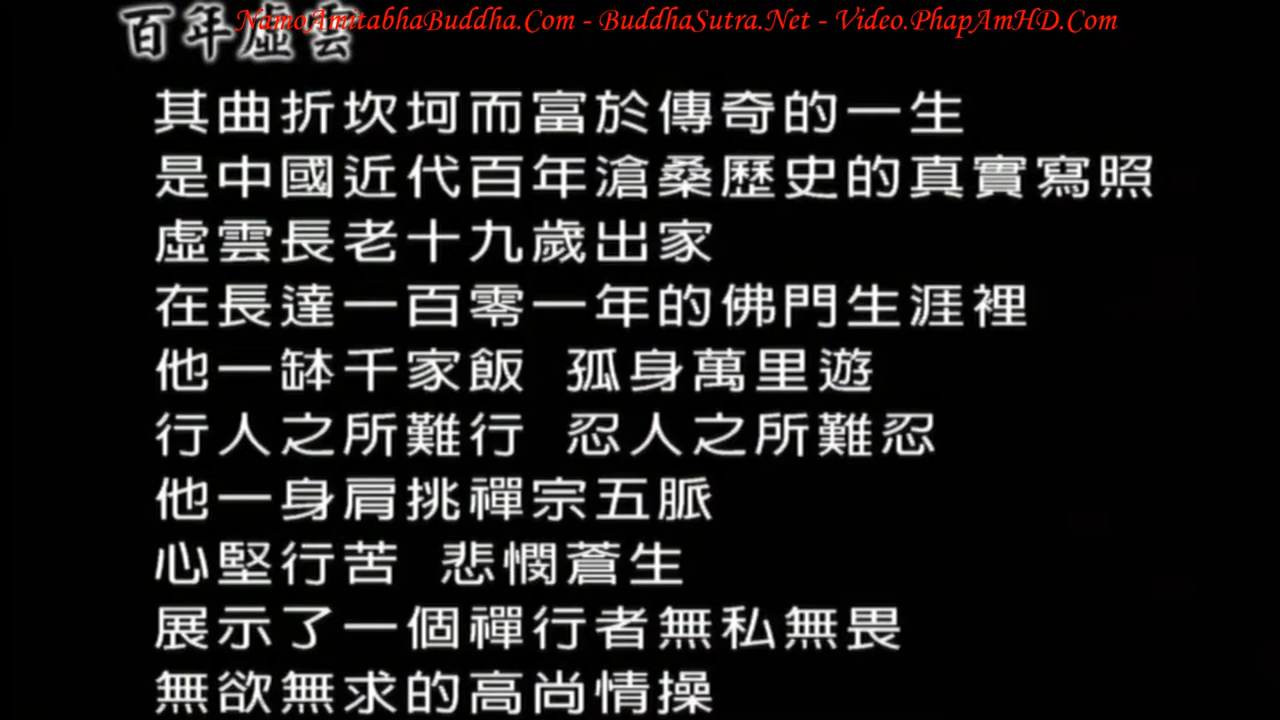 NamoAmitabhaBuddha.Com - BuddhaSutra.Net - Video.PhapAmHD.Com
百年虛雲
其曲折坎坷而富於傳奇的一生
是中國近代百年滄桑歷史的真實寫照
虛雲長老十九歲出家
在長達一百零一年的佛門生涯裡
他一缽千家飯 孤身萬里遊
行人之所難行 忍人之所難忍
他一身肩挑禪宗五脈
心堅行苦 悲憫蒼生
展示了一個禪行者無私無畏
無欲無求的高尚情操